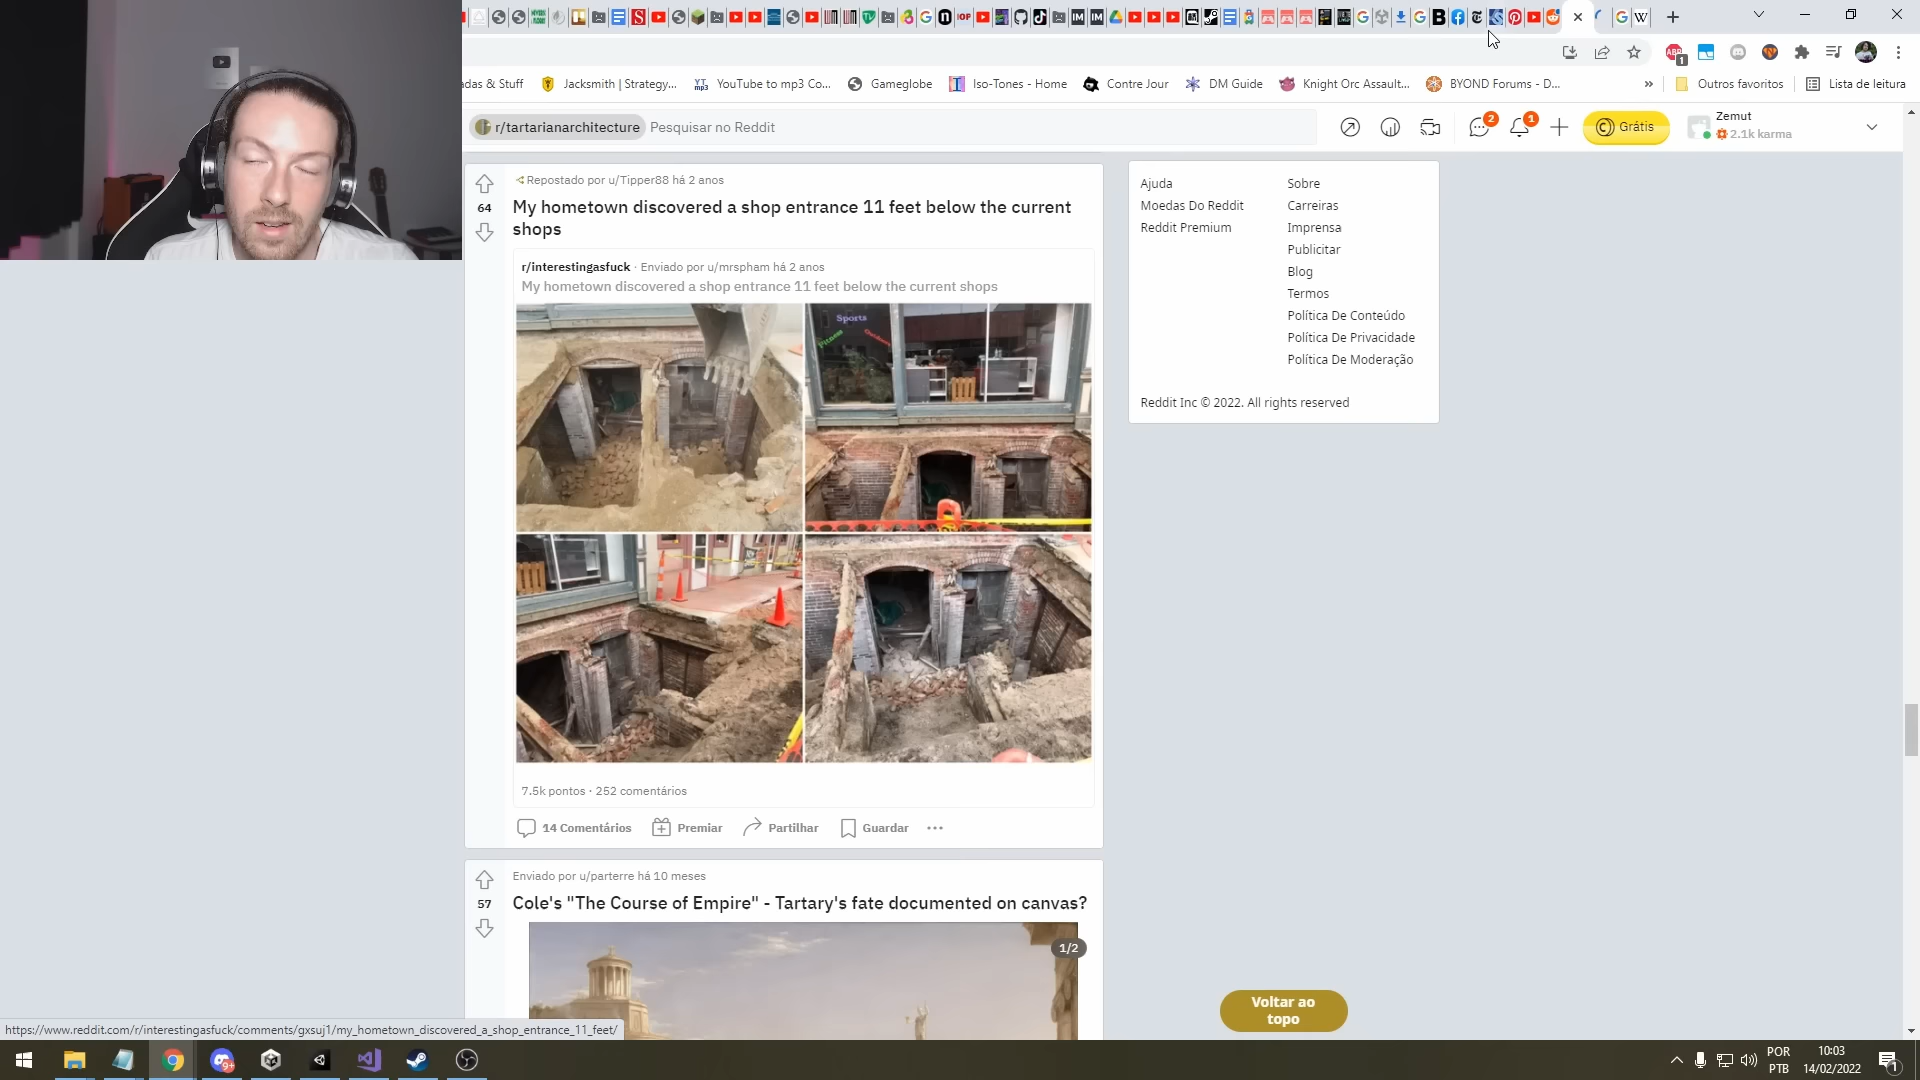 adas & Stuff
Jacksmith | Strategy...
YouTube to mp3 Co...
Gameglobe
Iso-Tones - Home
Contre Jour
DM Guide
Knight Orc Assault...
BYOND Forums - D...
»
Outros favoritos
Lista de leitura
r/tartarianarchitecture
Pesquisar no Reddit
2
1
Grátis
Zemut
2.1k karma
Repostado por u/Tipper88 há 2 anos
64
My hometown discovered a shop entrance 11 feet below the current
shops
r/interestingasfuck · Enviado por u/mrspham há 2 anos
My hometown discovered a shop entrance 11 feet below the current shops
Sports
7.5k pontos · 252 comentários
14 Comentários
Premiar
Partilhar
Guardar
Ajuda
Moedas Do Reddit
Reddit Premium
Sobre
Carreiras
Imprensa
Publicitar
Blog
Termos
Política De Conteúdo
Política De Privacidade
Política De Moderação
Reddit Inc © 2022. All rights reserved
Enviado por u/parterre há 10 meses
57
Cole's "The Course of Empire" - Tartary's fate documented on canvas?
1/2
Voltar ao
topo
https://www.reddit.com/r/interestingasfuck/comments/gxsuj1/my_hometown_discovered_a_shop_entrance_11_feet/
9+
POR
PTB
10:03
14/02/2022
1